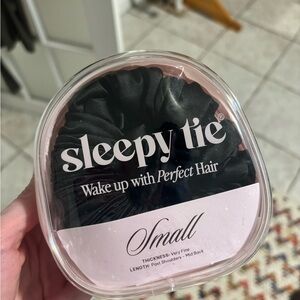 sleepy tie®
Wake up with Perfect Hair
Small
THICKNESS: Very Fine
LENGTH: Past Shoulders - Mid Back